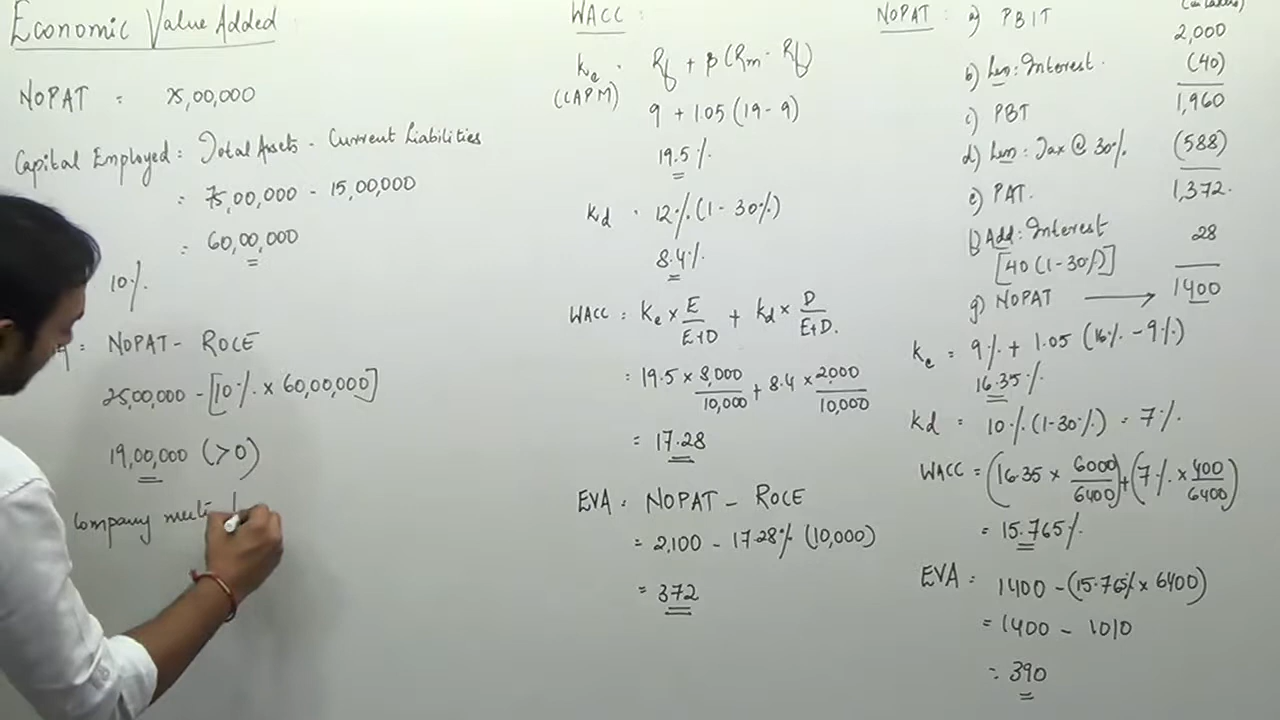 Economic Value Added
NOPAT = 25,00,000
Capital Employed = Total Assets - Current Liabilities
= 75,00,000 - 15,00,000
= 60,00,000
10%
= NOPAT - ROCE
25,00,000 - [10% × 60,00,000]
19,00,000 (>0)
Company
WACC :
Ke = Rf + β (Rm - Rf)
(CAPM)
9 + 1.05 (19 - 9)
19.5%
Kd = 12% (1 - 30%)
8.4%
WACC = Ke × E/E+D + Kd × D/E+D.
= 19.5 × 8,000/10,000 + 8.4 × 2,000/10,000
= 17.28
EVA = NOPAT - ROCE
= 2,100 - 17.28% (10,000)
= 372
NOPAT : a) PBIT 2,000
b) Less: Interest. (40)
c) PBT 1,960
d) Less: Tax @ 30% (588)
e) PAT. 1,372.
f) Add: Interest 28
[40 (1-30%)]
g) NOPAT → 1400
Ke = 9% + 1.05 (16% - 9%)
16.35%
Kd = 10% (1-30%) = 7%
WACC = (16.35 × 6000/6400) + (7% × 400/6400)
= 15.765%
EVA = 1400 - (15.765% × 6400)
= 1400 - 1010
= 390